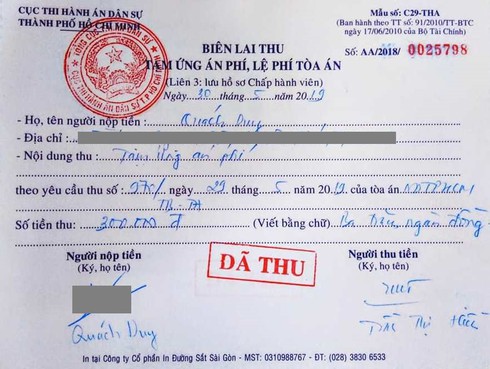 CỤC THI HÀNH ÁN DÂN SỰ
THÀNH PHỐ HỒ CHÍ MINH
Mẫu số: C29-THA
(Ban hành theo TT số: 91/2010/TT-BTC
ngày 17/06/2010 của Bộ Tài Chính)
Số: AA/2018/ 0025798
BIÊN LAI THU
TẠM ỨNG ÁN PHÍ, LỆ PHÍ TÒA ÁN
(Liên 3: lưu hồ sơ Chấp hành viên)
Ngày 30 tháng 5 năm 2019
- Họ, tên người nộp tiền: Quách Duy
- Địa chỉ:
- Nội dung thu: Tạm ứng án phí
theo yêu cầu thu số: 270/ ngày 29 tháng 5 năm 2019 của tòa án NDTPHCM
TB-TA
Số tiền thu: 300.000 đ (Viết bằng chữ) Ba trăm ngàn đồng
Người nộp tiền
(Ký, họ tên)
Quách Duy
ĐÃ THU
Người thu tiền
(Ký, họ tên)
Thị
In tại Công ty Cổ phần In Đường Sắt Sài Gòn - MST: 0310988767 - ĐT: (028) 3830 6533